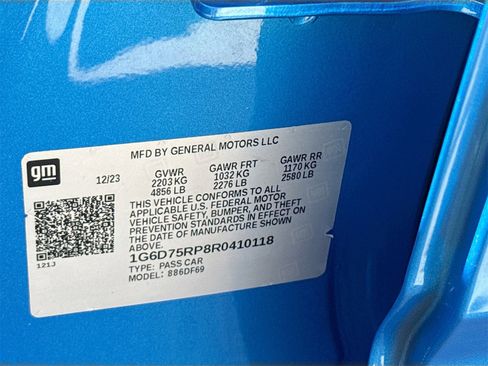 MFD BY GENERAL MOTORS LLC
gm
12/23 GVWR GAWR FRT GAWR RR
2203 KG 1032 KG 1170 KG
4856 LB 2276 LB 2580 LB
THIS VEHICLE CONFORMS TO ALL
APPLICABLE U.S. FEDERAL MOTOR
VEHICLE SAFETY, BUMPER, AND THEFT
PREVENTION STANDARDS IN EFFECT ON
THE DATE OF MANUFACTURE SHOWN
ABOVE.
1G6D75RP8R0410118
TYPE: PASS CAR
MODEL: 886DF69
121J